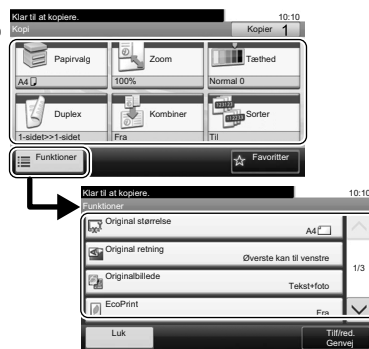 Klar til at kopiere. 10:10
Kopi Kopier 1
Papirvalg Zoom Tæthed
A4 100% Normal 0
Duplex Kombiner Sorter
1-sidet>>1-sidet Fra Til
Funktioner Favoritter
Klar til at kopiere. 10:10
Funktioner
Original størrelse
A4
Original retning
Øverste kan til venstre
1/3
Originalbillede
Tekst+foto
EcoPrint
Fra
Luk Tilf/red.
Genvej